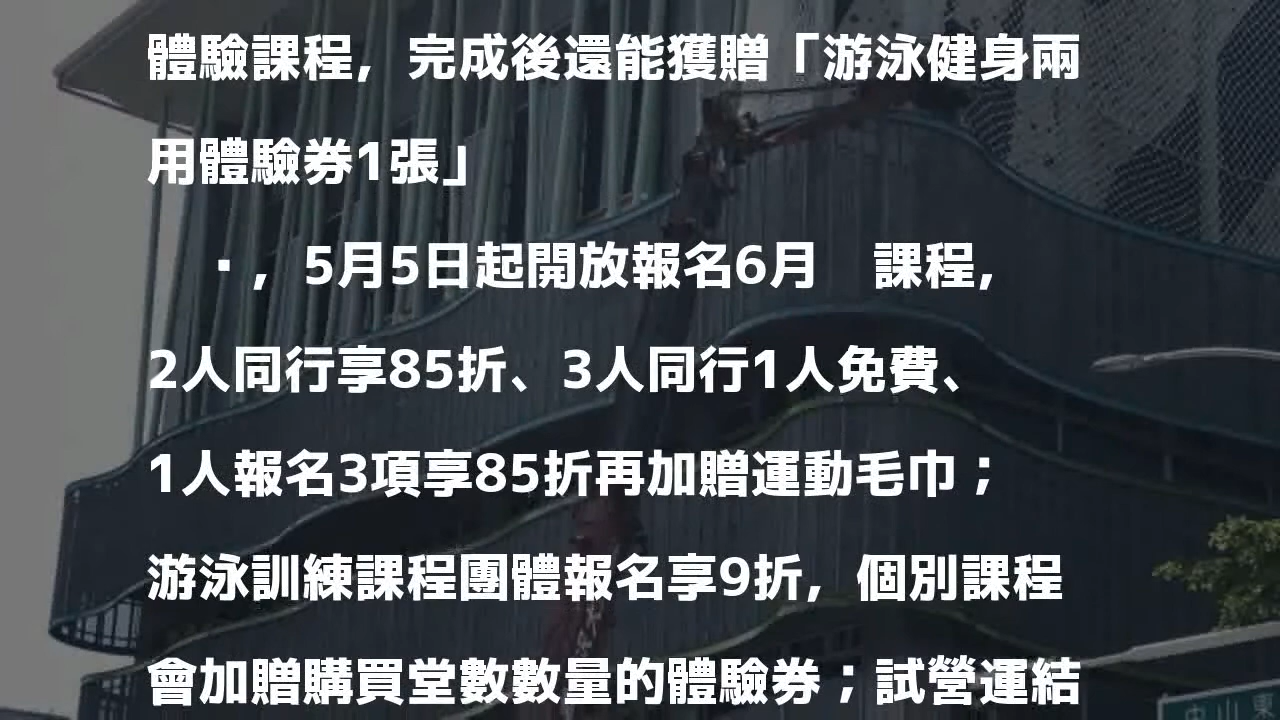 體驗課程，完成後還能獲贈「游泳健身兩
用體驗券1張」
・，5月5日起開放報名6月　課程，
2人同行享85折、3人同行1人免費、
1人報名3項享85折再加贈運動毛巾；
游泳訓練課程團體報名享9折，個別課程
會加贈購買堂數數量的體驗券；試營運結
中山東